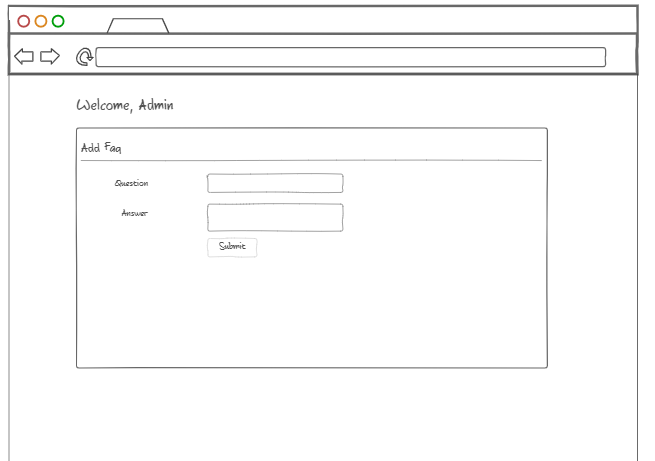 Welcome, Admin
Add Faq
Question
Answer
Submit